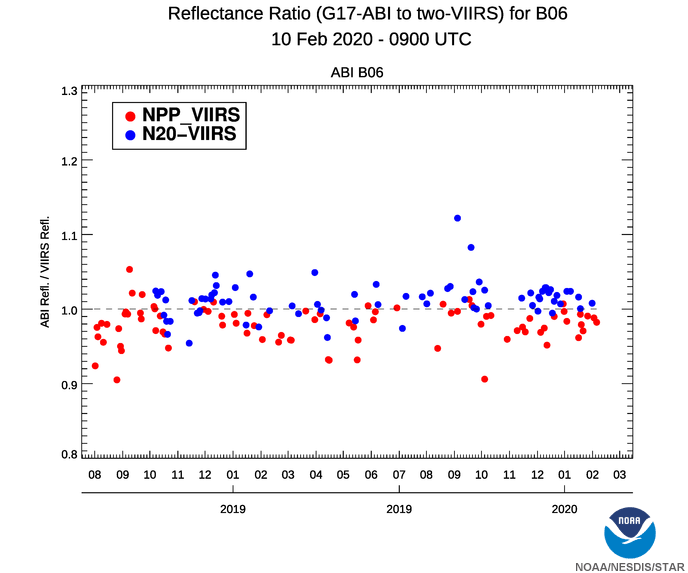 Reflectance Ratio (G17-ABI to two-VIIRS) for B06
10 Feb 2020 - 0900 UTC
ABI B06
NPP_VIIRS
N20-VIIRS
ABI Refl. / VIIRS Refl.
1.3
1.2
1.1
1.0
0.9
0.8
08 09 10 11 12 01 02 03 04 05 06 07 08 09 10 11 12 01 02 03
2019 2019 2020
NOAA
NOAA/NESDIS/STAR